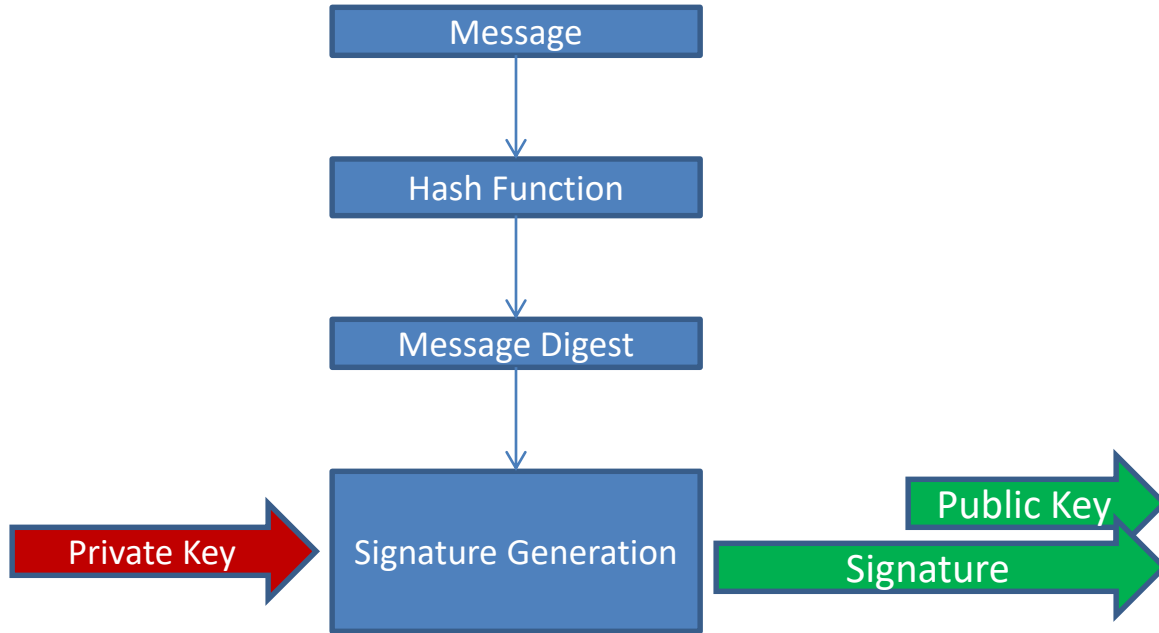 Message
Hash Function
Message Digest
Public Key
Private Key
Signature Generation
Signature